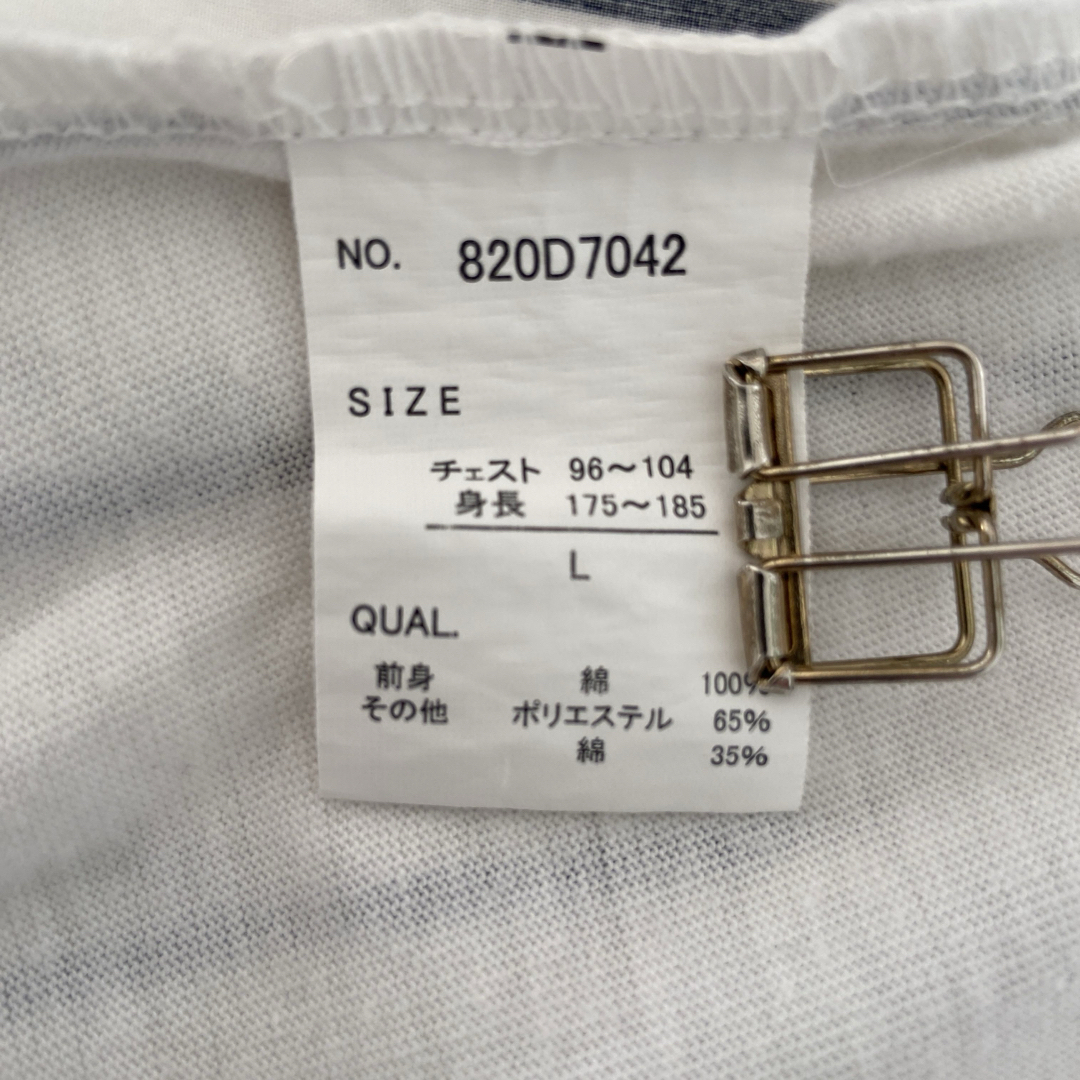 NO. 820D7042
SIZE
チェスト 96〜104
身長 175〜185
L
QUAL.
前身 綿 100%
その他 ポリエステル 65%
綿 35%